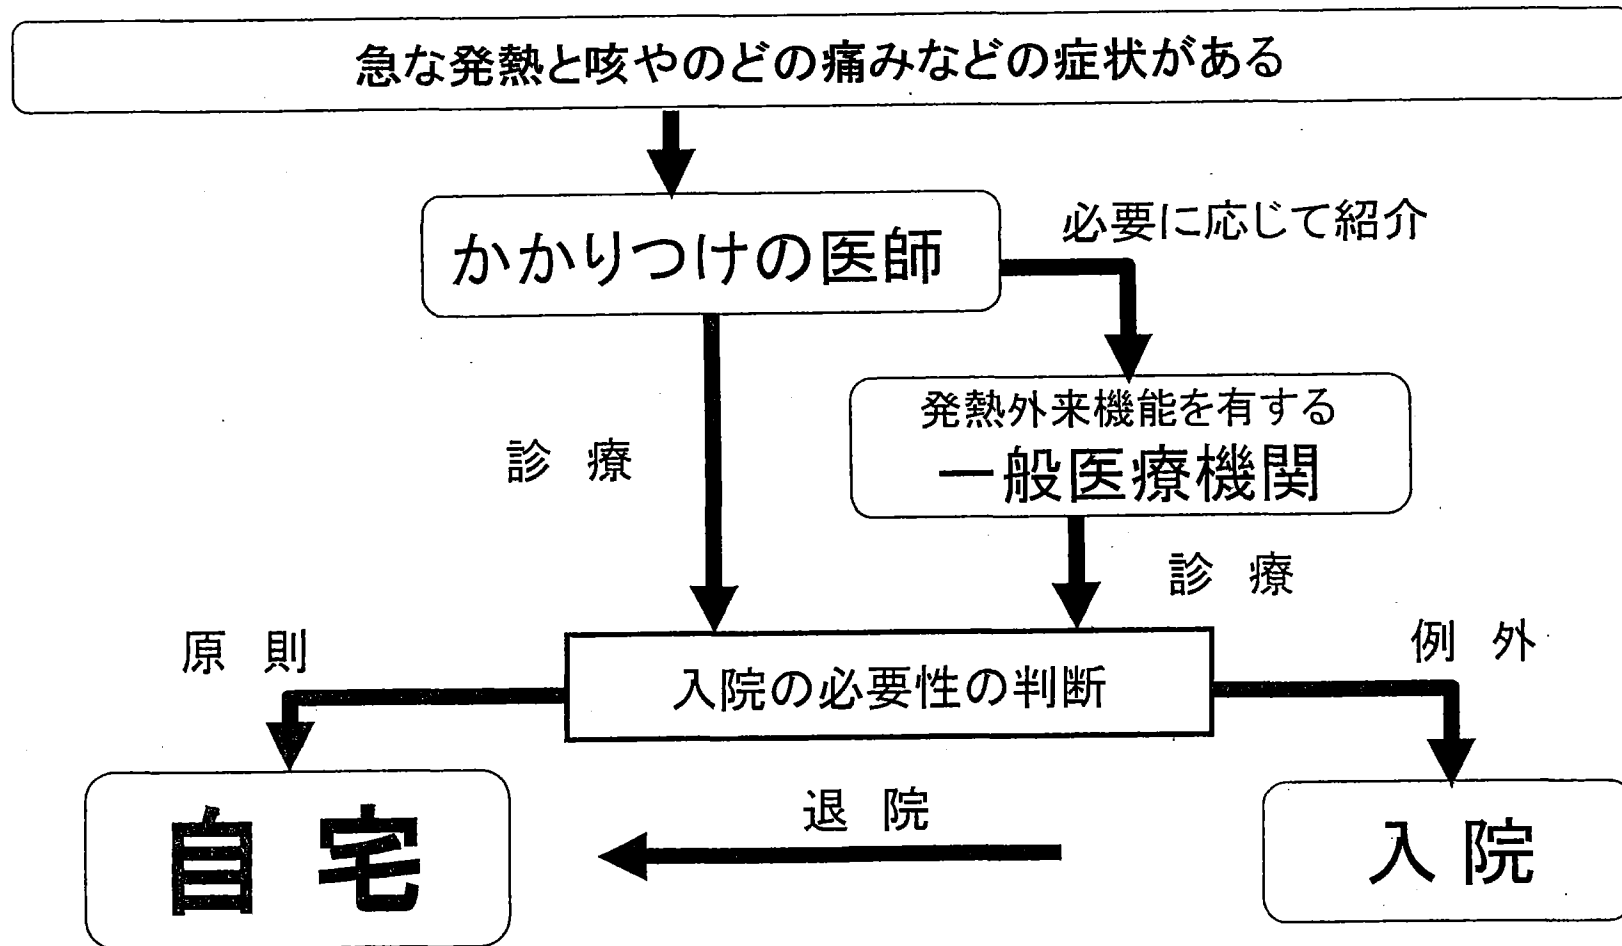 急な発熱と咳やのどの痛みなどの症状がある
かかりつけの医師
必要に応じて紹介
発熱外来機能を有する
一般医療機関
診療
診療
原則
入院の必要性の判断
例外
自宅
退院
入院